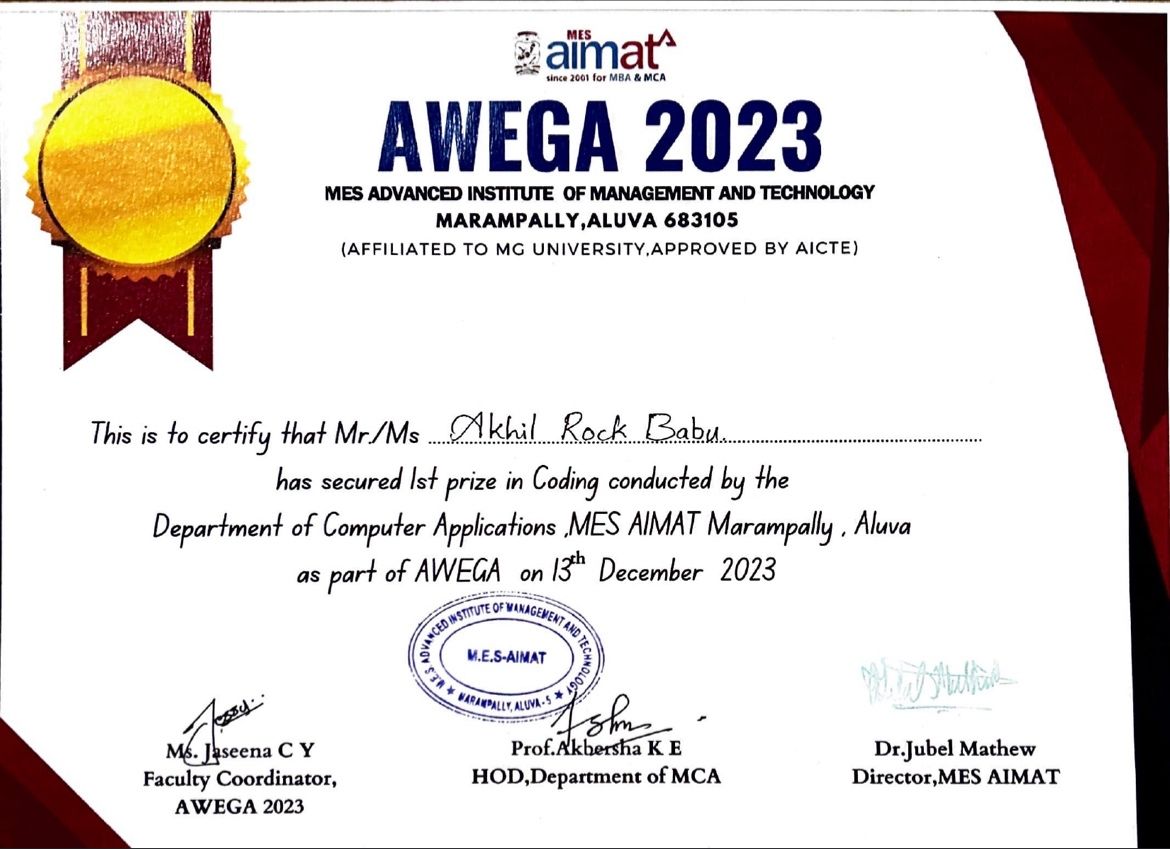 MES
aimat
since 2001 for MBA & MCA
AWEGA 2023
MES ADVANCED INSTITUTE OF MANAGEMENT AND TECHNOLOGY
MARAMPALLY,ALUVA 683105
(AFFILIATED TO MG UNIVERSITY,APPROVED BY AICTE)
This is to certify that Mr/Ms Akhil Rock Babu.
has secured 1st prize in Coding conducted by the
Department of Computer Applications ,MES AIMAT Marampally , Aluva
as part of AWEGA on 13th December 2023
M.E.S ADVANCED INSTITUTE OF MANAGEMENT AND TECHNOLOGY
M.E.S-AIMAT
★ MARAMPALLY, ALUVA-5 ★
Ms. Jaseena C Y
Faculty Coordinator,
AWEGA 2023
Prof.Akbersha K E
HOD,Department of MCA
Dr.Jubel Mathew
Director,MES AIMAT